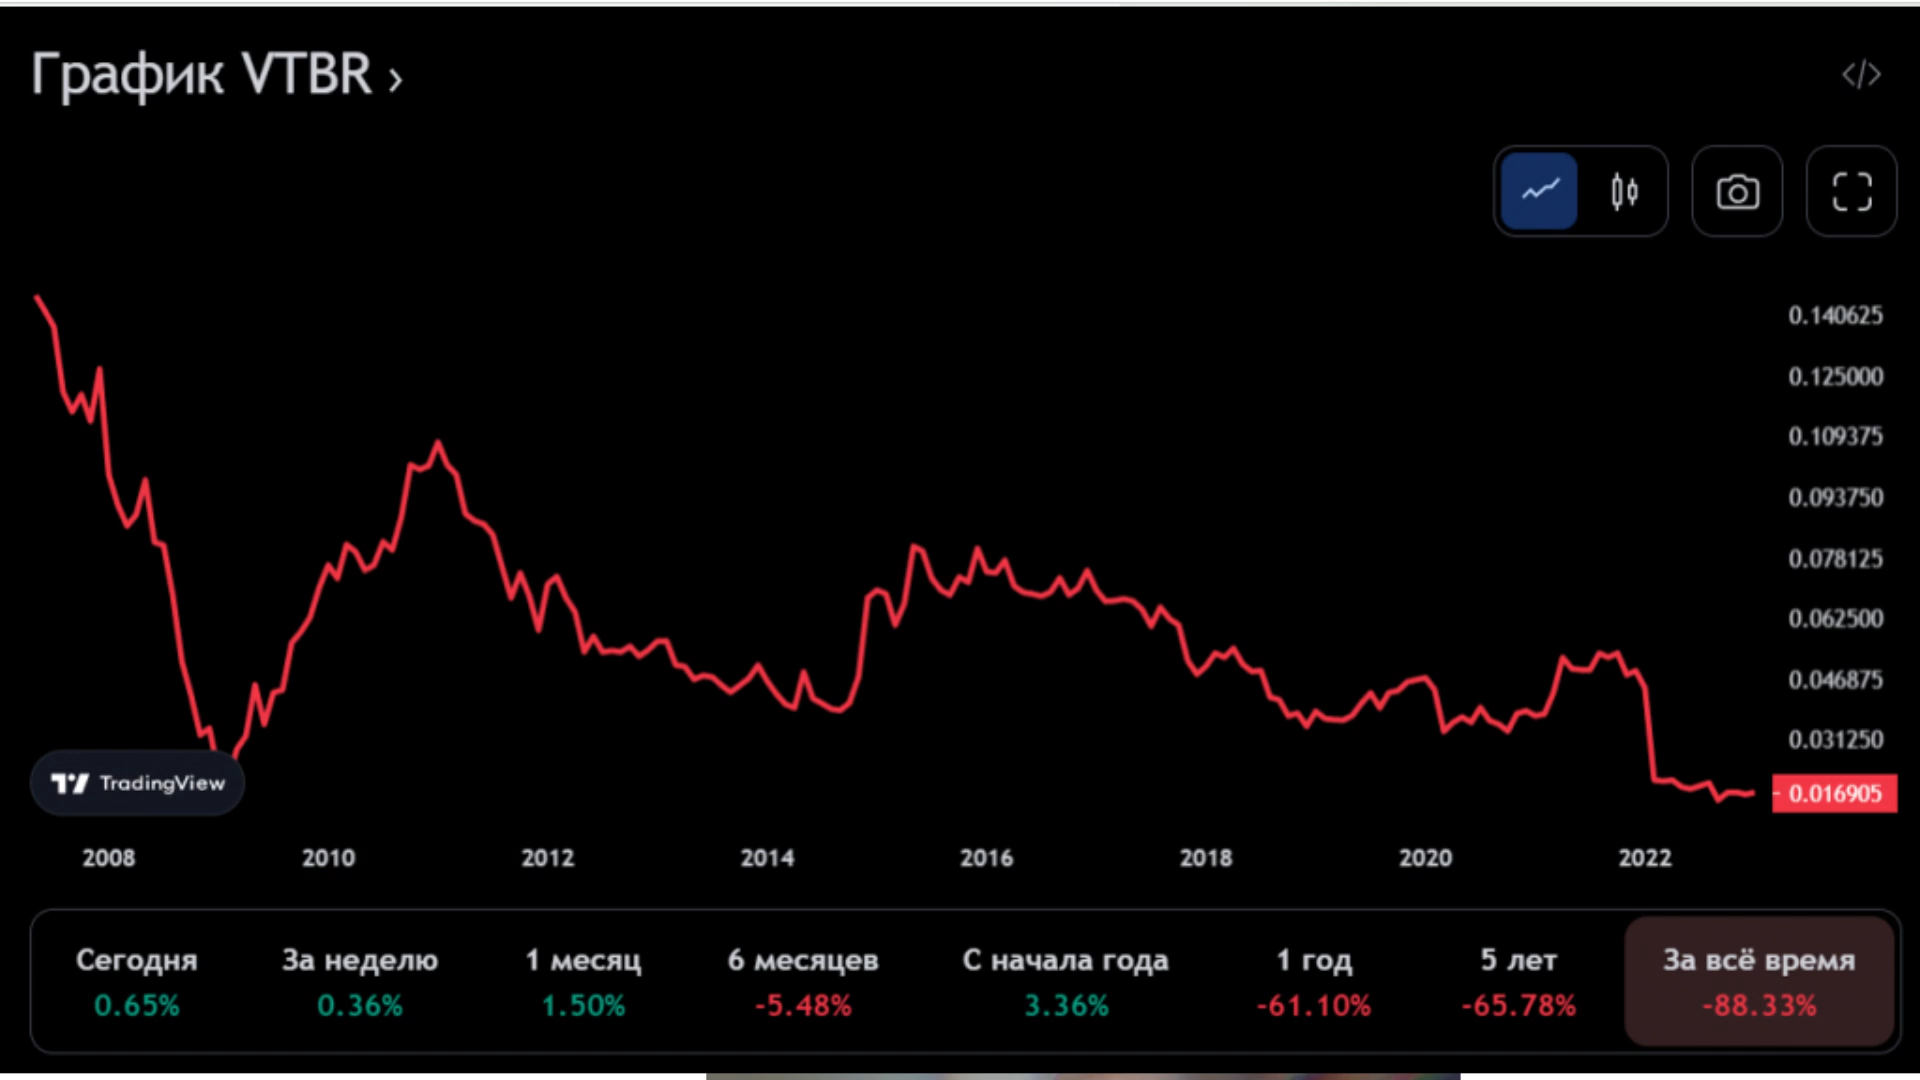 График VTBR ›
</>
0.140625
0.125000
0.109375
0.093750
0.078125
0.062500
0.046875
0.031250
0.016905
TradingView
2008 2010 2012 2014 2016 2018 2020 2022
Сегодня За неделю 1 месяц 6 месяцев С начала года 1 год 5 лет За всё время
0.65% 0.36% 1.50% -5.48% 3.36% -61.10% -65.78% -88.33%